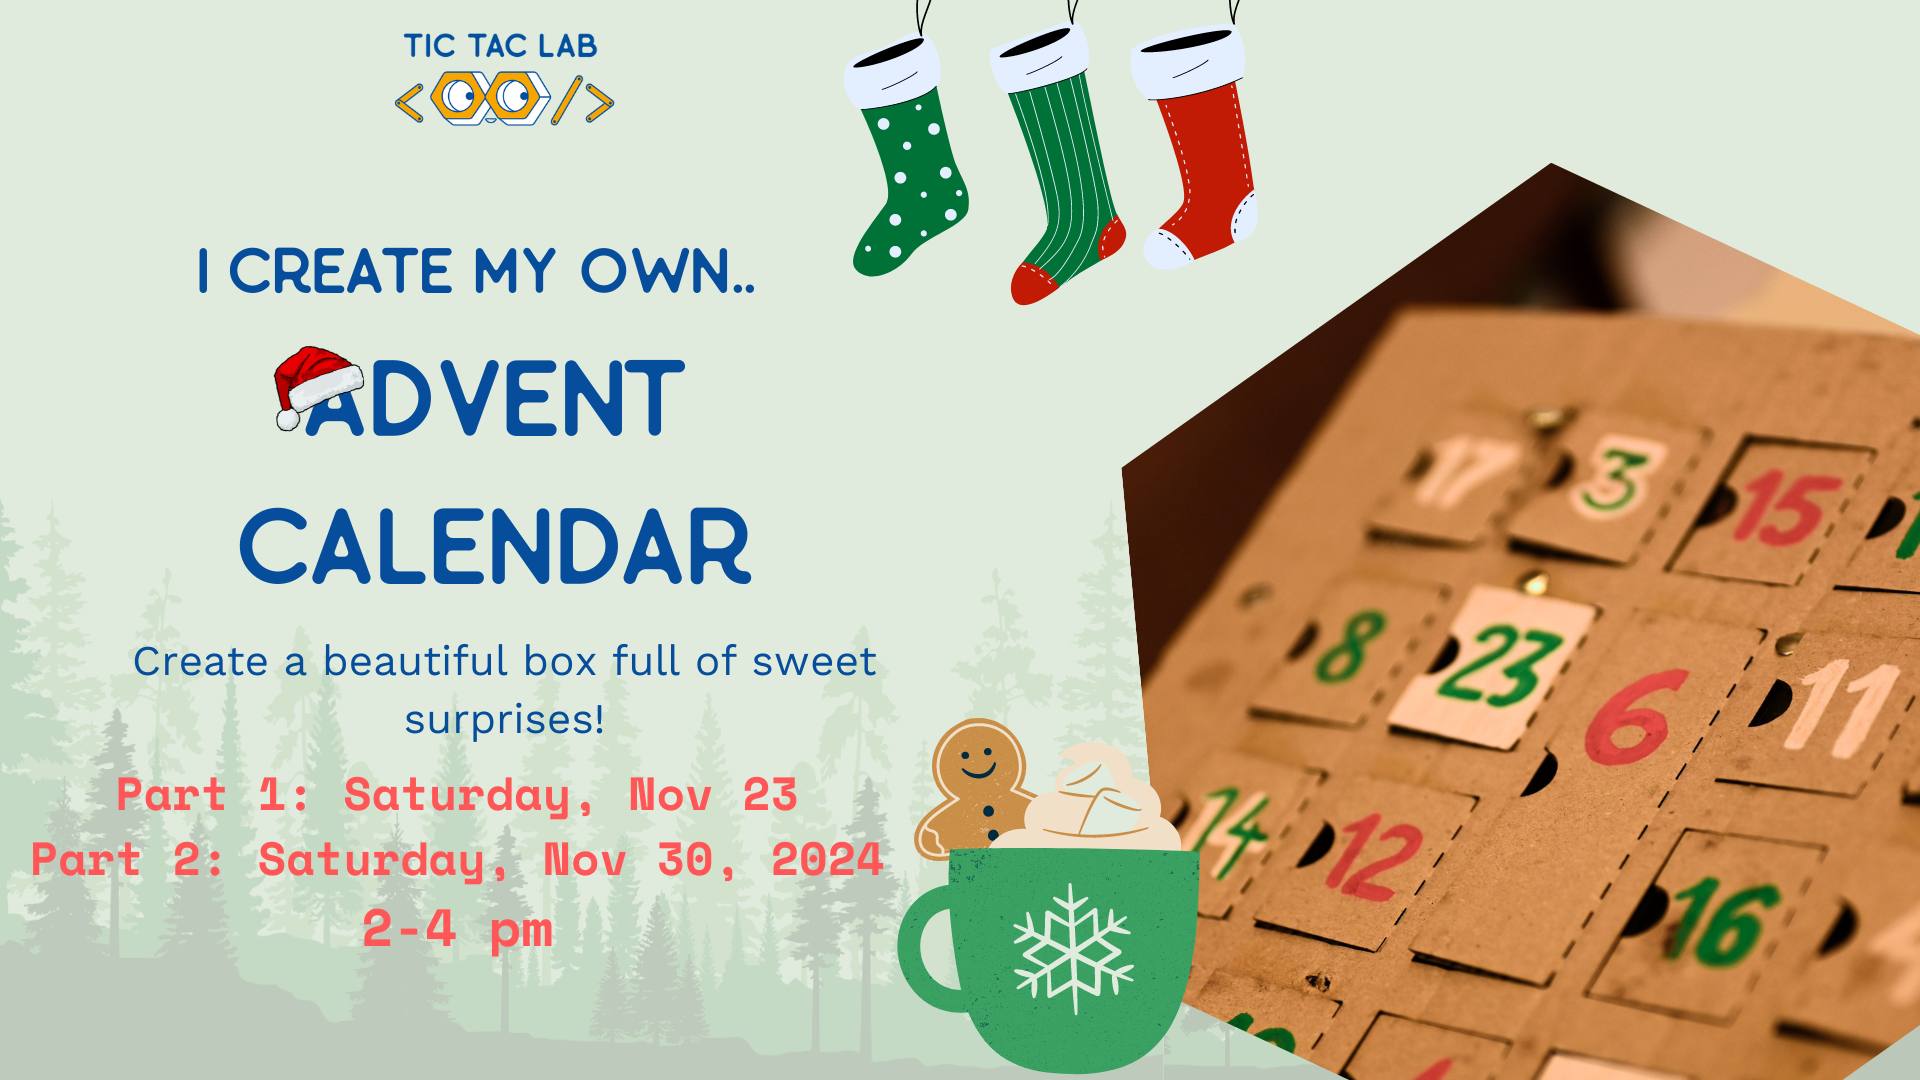 TIC TAC LAB
I CREATE MY OWN..
ADVENT
CALENDAR
Create a beautiful box full of sweet
surprises!
Part 1: Saturday, Nov 23
Part 2: Saturday, Nov 30, 2024
2-4 pm
17 3 15
8 23 6 11
14 12 16